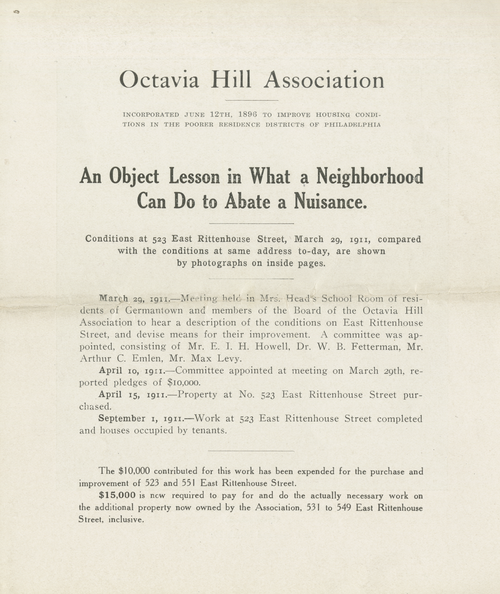 Octavia Hill Association
INCORPORATED JUNE 12TH, 1896 TO IMPROVE HOUSING CONDI-
TIONS IN THE POORER RESIDENCE DISTRICTS OF PHILADELPHIA
An Object Lesson in What a Neighborhood
Can Do to Abate a Nuisance.
Conditions at 523 East Rittenhouse Street, March 29, 1911, compared
with the conditions at same address to-day, are shown
by photographs on inside pages.
March 29, 1911.—Meeting held in Mrs. Head's School Room of resi-
dents of Germantown and members of the Board of the Octavia Hill
Association to hear a description of the conditions on East Rittenhouse
Street, and devise means for their improvement. A committee was ap-
pointed, consisting of Mr. E. I. H. Howell, Dr. W. B. Fetterman, Mr.
Arthur C. Emlen, Mr. Max Levy.
April 10, 1911.—Committee appointed at meeting on March 29th, re-
ported pledges of $10,000.
April 15, 1911.—Property at No. 523 East Rittenhouse Street pur-
chased.
September 1, 1911.—Work at 523 East Rittenhouse Street completed
and houses occupied by tenants.
The $10,000 contributed for this work has been expended for the purchase and
improvement of 523 and 551 East Rittenhouse Street.
$15,000 is now required to pay for and do the actually necessary work on
the additional property now owned by the Association, 531 to 549 East Rittenhouse
Street, inclusive.